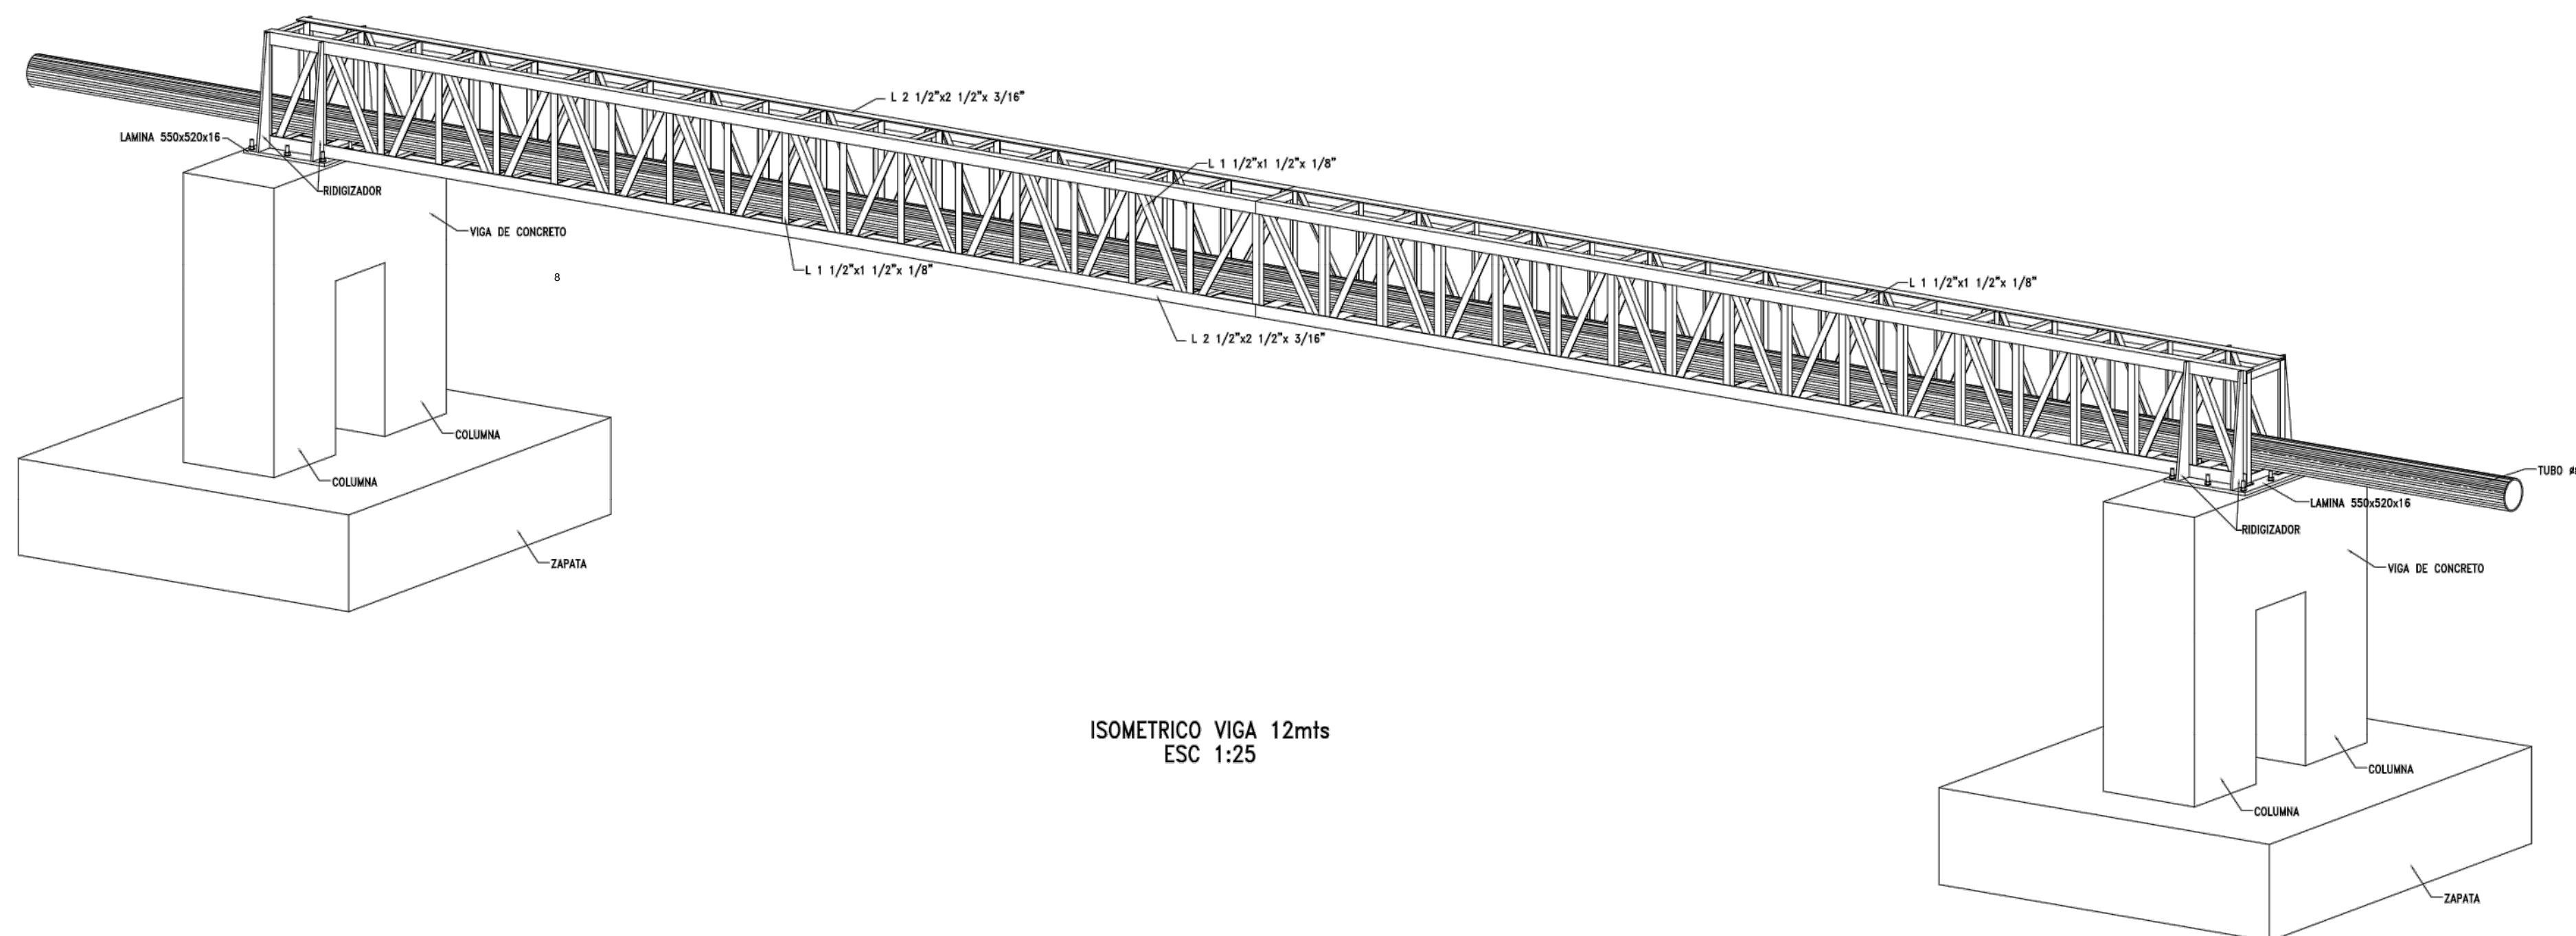 L 2 1/2"x2 1/2"x 3/16"
LAMINA 550x520x16
L 1 1/2"x1 1/2"x 1/8"
RIDIGIZADOR
VIGA DE CONCRETO
L 1 1/2"x1 1/2"x 1/8"
8
L 1 1/2"x1 1/2"x 1/8"
L 2 1/2"x2 1/2"x 3/16"
COLUMNA
COLUMNA
TUBO
LAMINA 550x520x16
RIDIGIZADOR
ZAPATA
VIGA DE CONCRETO
ISOMETRICO VIGA 12mts
ESC 1:25
COLUMNA
COLUMNA
ZAPATA